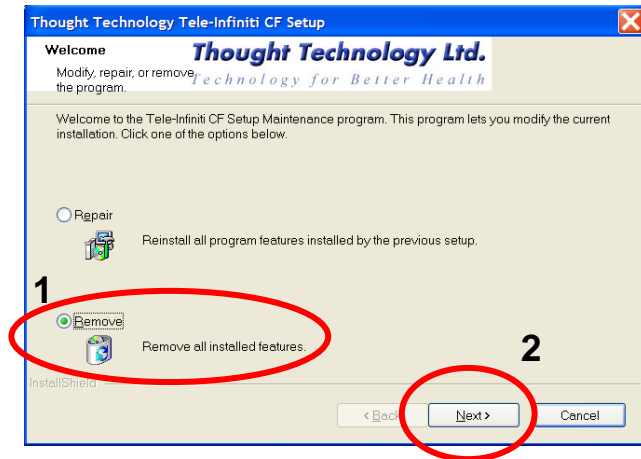 Thought Technology Tele-Infiniti CF Setup
Welcome
Thought Technology Ltd.
Modify, repair, or remove
the program.
Technology for Better Health
Welcome to the Tele-Infiniti CF Setup Maintenance program. This program lets you modify the current
installation. Click one of the options below.
Repair
Reinstall all program features installed by the previous setup.
1
Remove
Remove all installed features.
2
InstallShield
< Back
Next >
Cancel